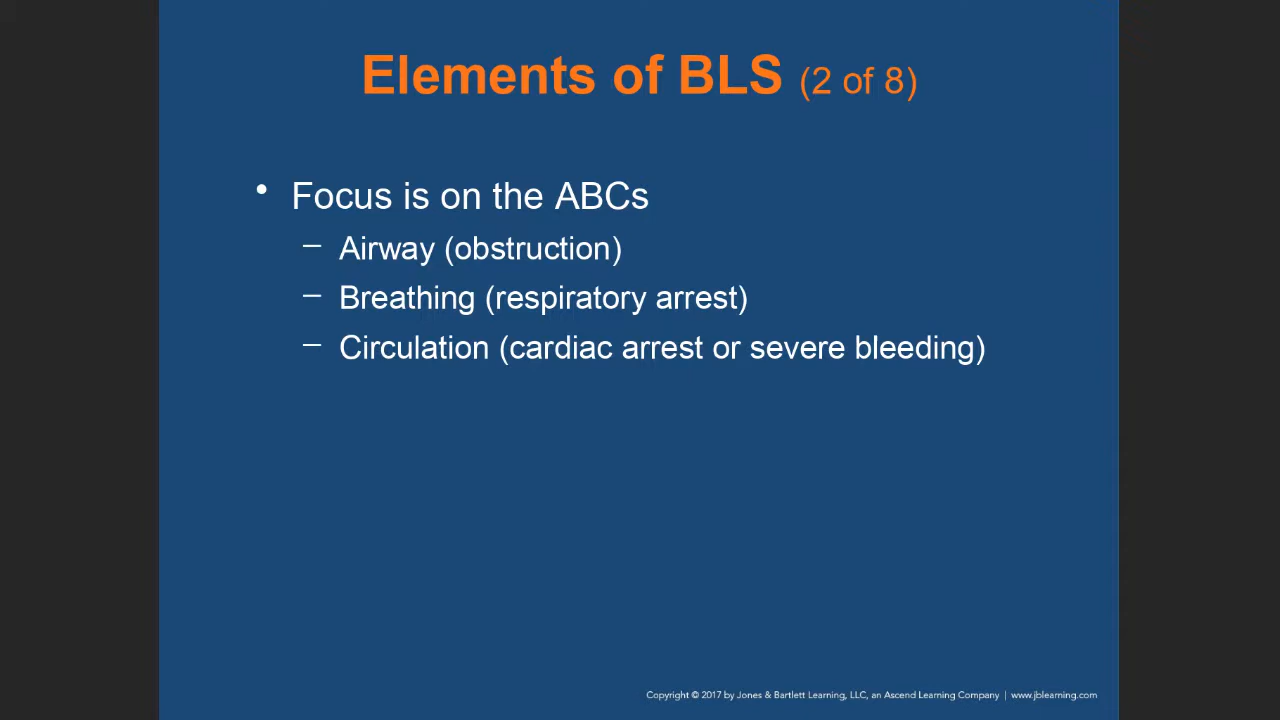 Elements of BLS (2 of 8)
• Focus is on the ABCs
– Airway (obstruction)
– Breathing (respiratory arrest)
– Circulation (cardiac arrest or severe bleeding)
Copyright © 2017 by Jones & Bartlett Learning, LLC, an Ascend Learning Company | www.jblearning.com